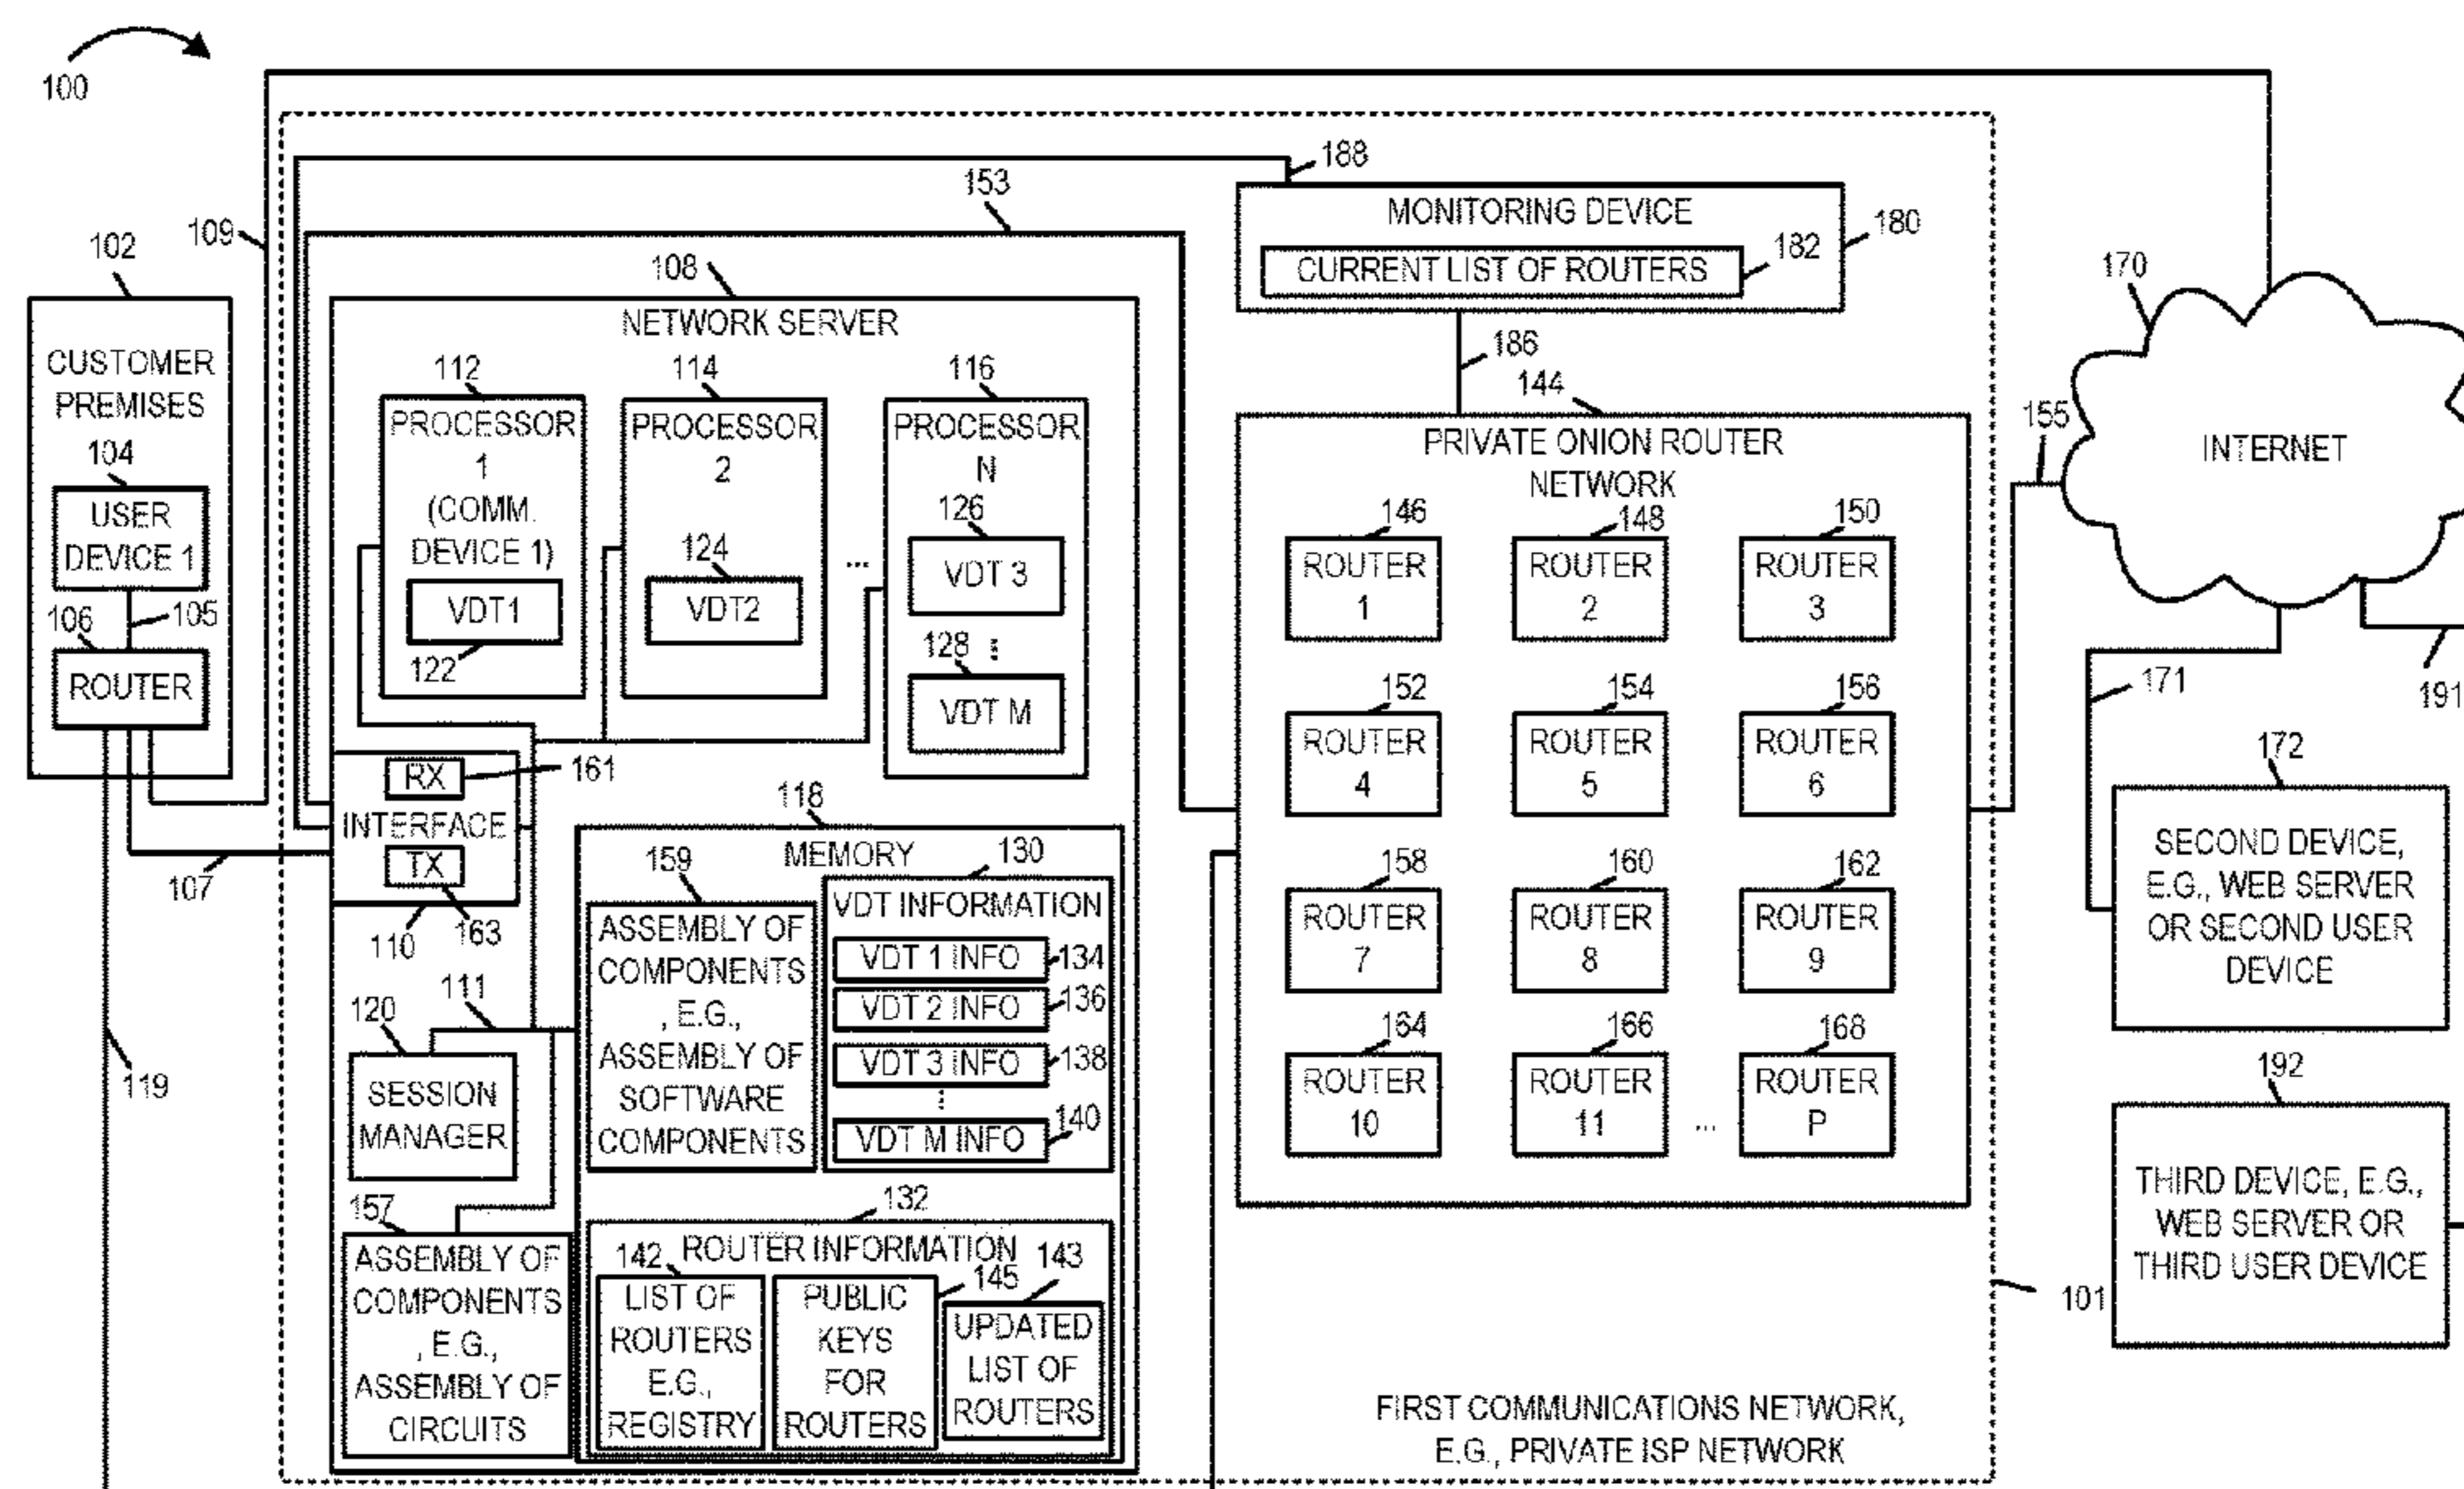 100
109
188
153
MONITORING DEVICE
180
182
CURRENT LIST OF ROUTERS
102
108
170
NETWORK SERVER
186
CUSTOMER
PREMISES
112
114
116
144
155
PROCESSOR
1
(COMM.
DEVICE 1)
VDT1
122
PROCESSOR
2
124
VDT2
...
PROCESSOR
N
126
VDT 3
128
VDT M
PRIVATE ONION ROUTER
NETWORK
INTERNET
104
USER
DEVICE 1
105
106
ROUTER
146
ROUTER
1
148
ROUTER
2
150
ROUTER
3
152
ROUTER
4
154
ROUTER
5
156
ROUTER
6
158
ROUTER
7
160
ROUTER
8
162
ROUTER
9
164
ROUTER
10
166
ROUTER
11
...
168
ROUTER
P
171
191
172
SECOND DEVICE,
E.G., WEB SERVER
OR SECOND USER
DEVICE
192
THIRD DEVICE, E.G.,
WEB SERVER OR
THIRD USER DEVICE
RX
161
INTERFACE
TX
107
110
163
118
MEMORY
159
130
ASSEMBLY OF
COMPONENTS
, E.G.,
ASSEMBLY OF
SOFTWARE
COMPONENTS
VDT INFORMATION
VDT 1 INFO
134
VDT 2 INFO
136
VDT 3 INFO
138
VDT M INFO
140
111
120
SESSION
MANAGER
119
157
ASSEMBLY OF
COMPONENTS
, E.G.,
ASSEMBLY OF
CIRCUITS
132
ROUTER INFORMATION
142
145
143
LIST OF
ROUTERS
E.G.,
REGISTRY
PUBLIC
KEYS
FOR
ROUTERS
UPDATED
LIST OF
ROUTERS
101
FIRST COMMUNICATIONS NETWORK,
E.G., PRIVATE ISP NETWORK